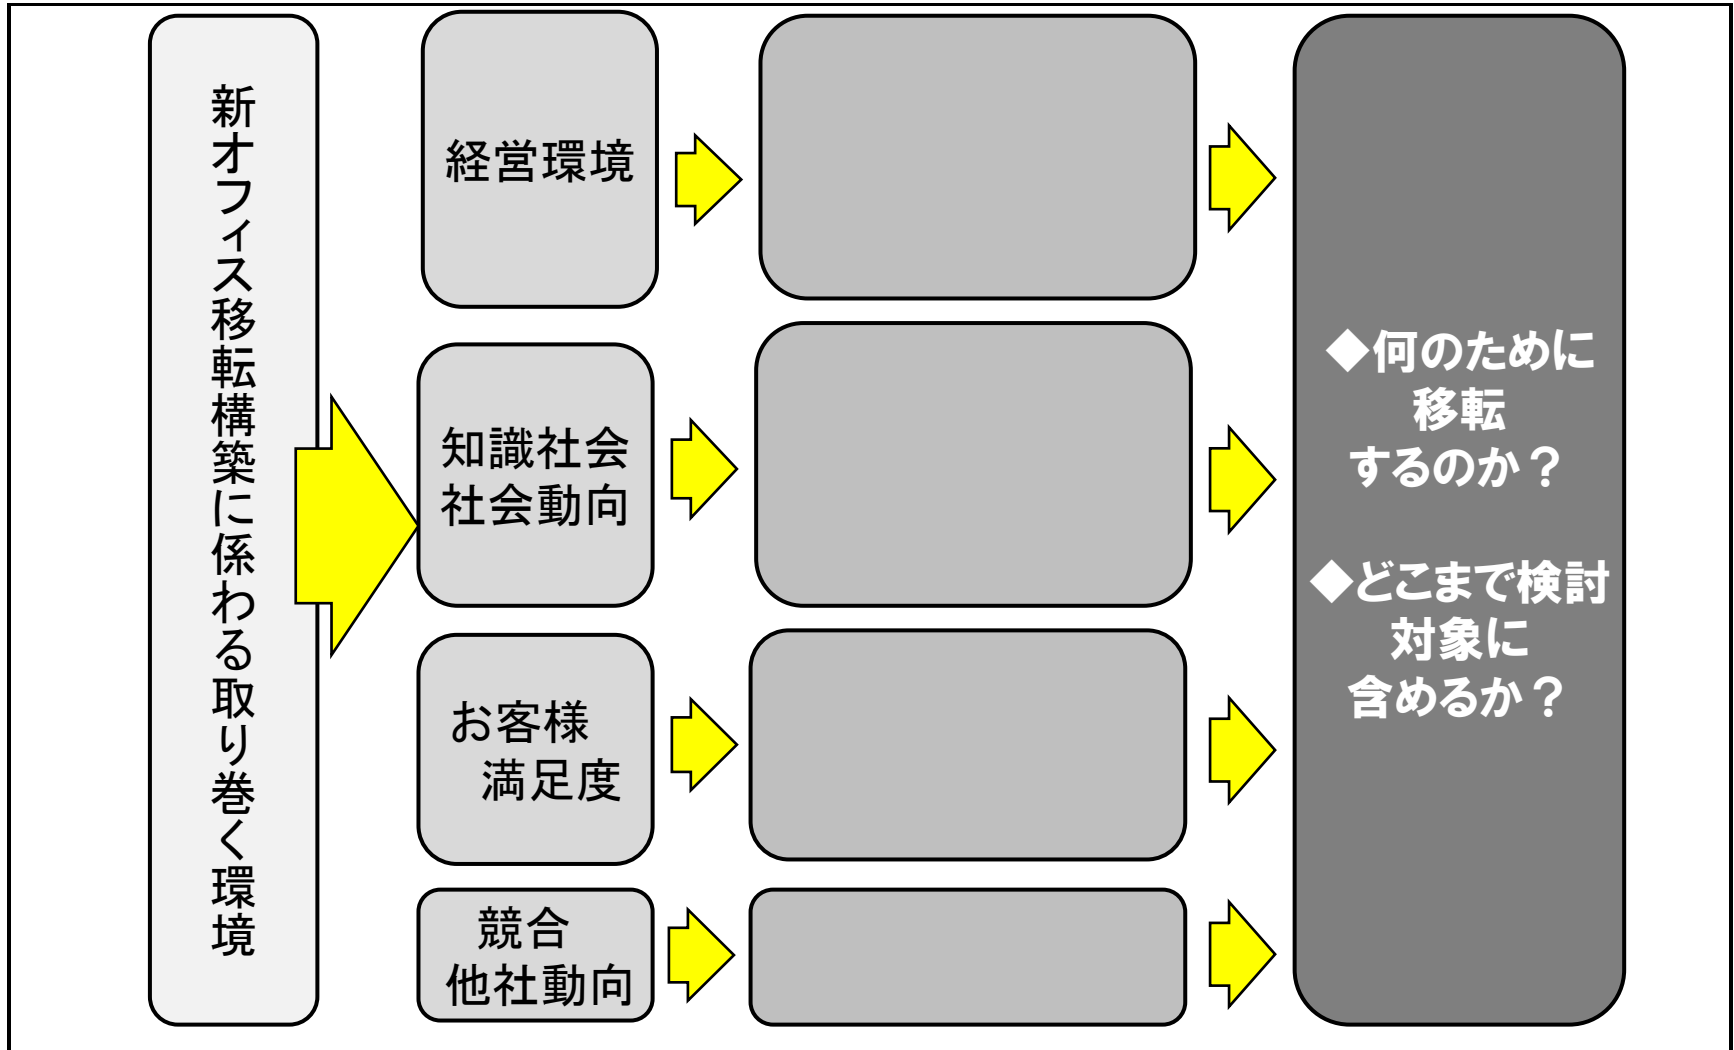 新オフィス移転構築に係わる取り巻く環境
経営環境
知識社会
社会動向
お客様
満足度
競合
他社動向
◆何のために
移転
するのか？
◆どこまで検討
対象に
含めるか？